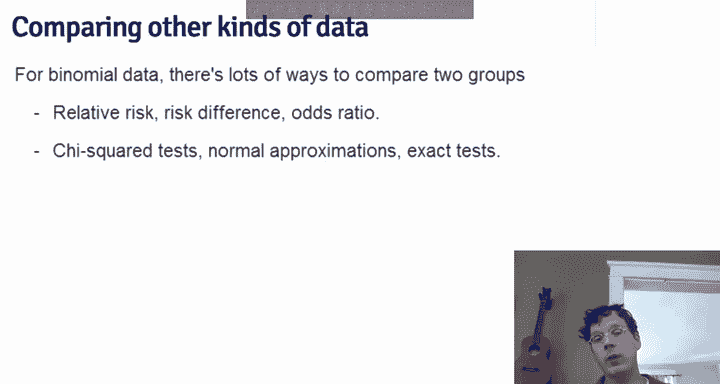 Comparing other kinds of data
For binomial data, there's lots of ways to compare two groups
- Relative risk, risk difference, odds ratio.
- Chi-squared tests, normal approximations, exact tests.